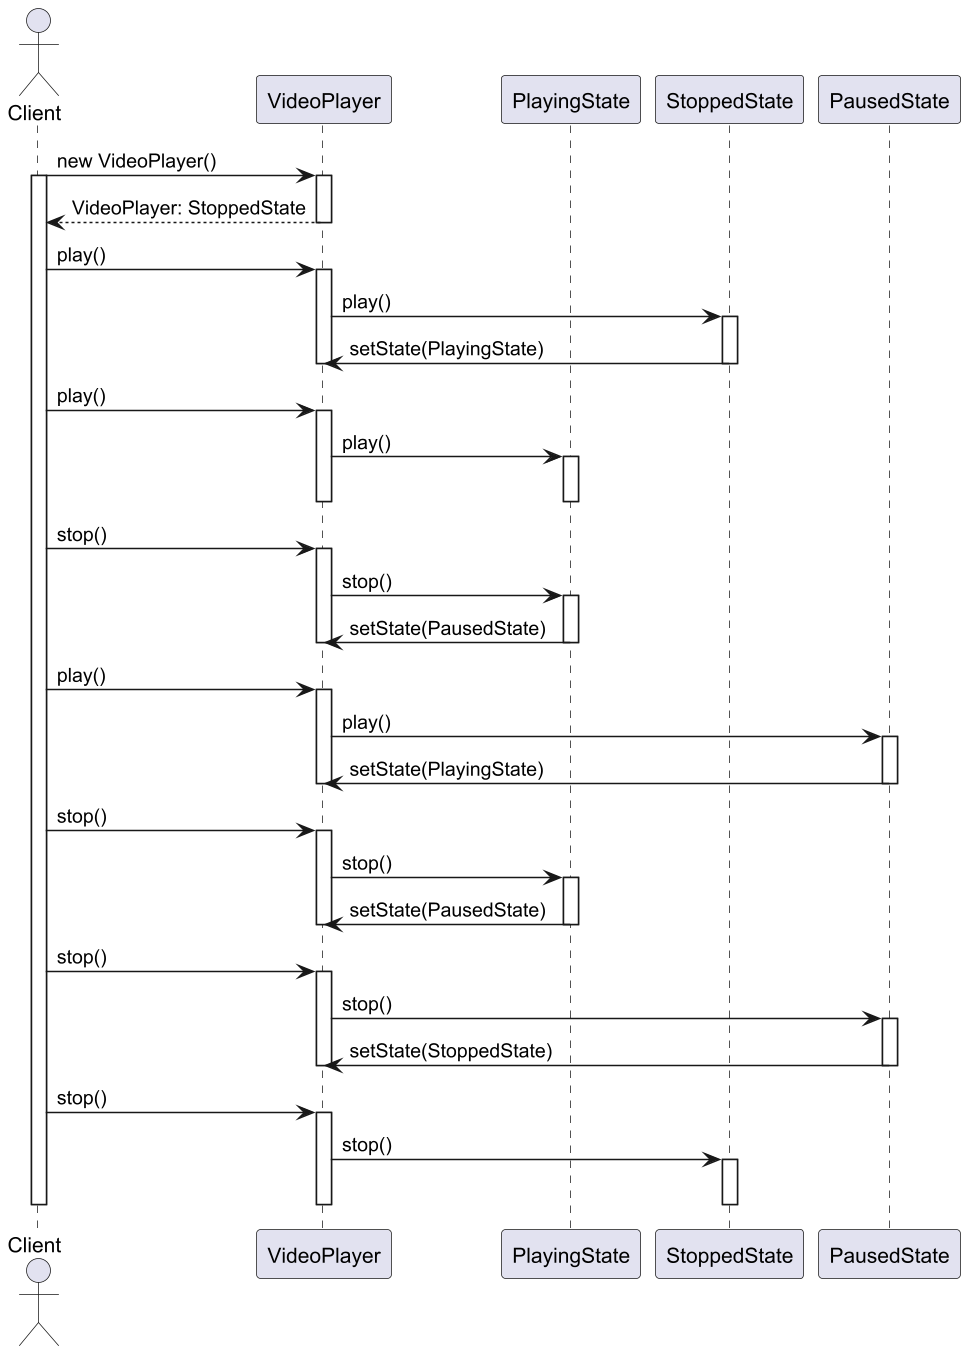 Client
VideoPlayer
PlayingState
StoppedState
PausedState
new VideoPlayer()
VideoPlayer: StoppedState
play()
play()
setState(PlayingState)
play()
play()
stop()
stop()
setState(PausedState)
play()
play()
setState(PlayingState)
stop()
stop()
setState(PausedState)
stop()
stop()
setState(StoppedState)
stop()
stop()
Client
VideoPlayer
PlayingState
StoppedState
PausedState